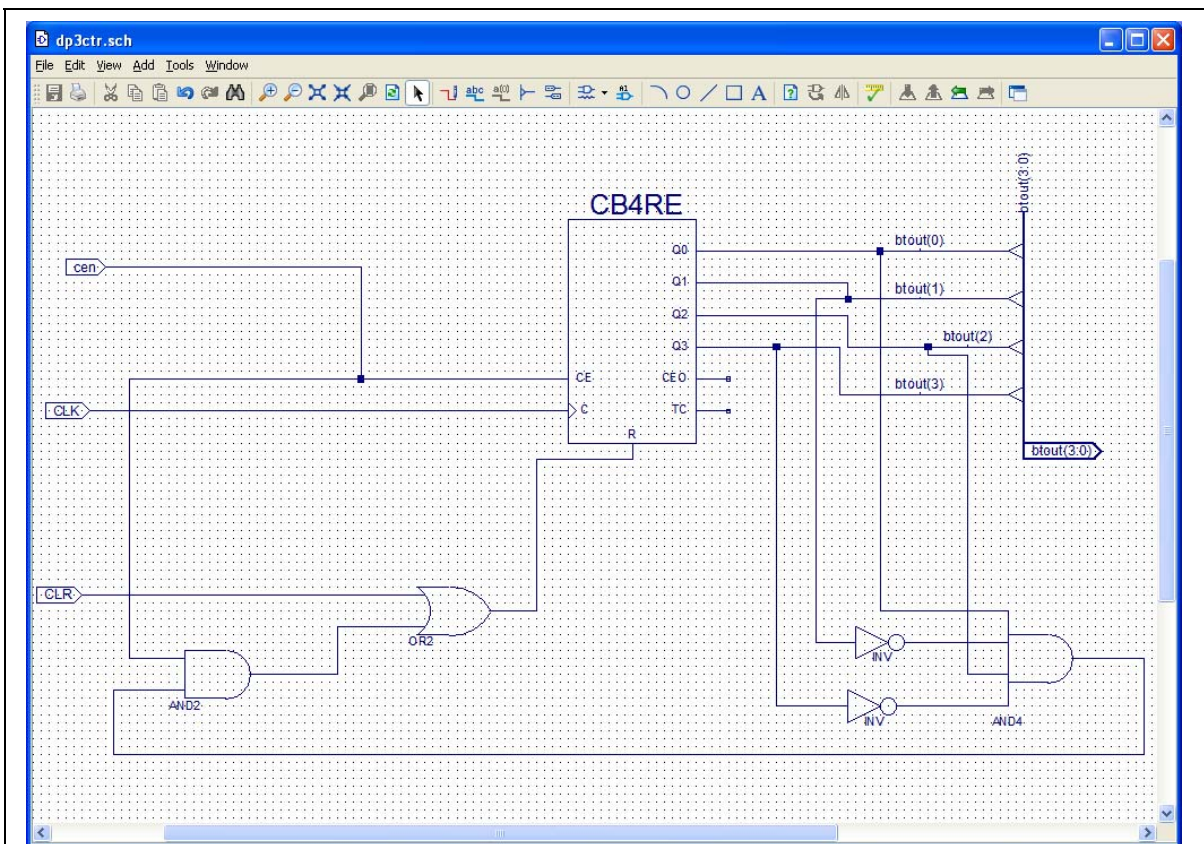 dp3ctr.sch
File Edit View Add Tools Window
CB4RE
btout(3:0)
cen
Q0
btout(0)
Q1
btout(1)
Q2
btout(2)
Q3
btout(3)
CE
CEO
CLK
C
TC
R
btout(3:0)
CLR
OR2
INV
AND2
INV
AND4